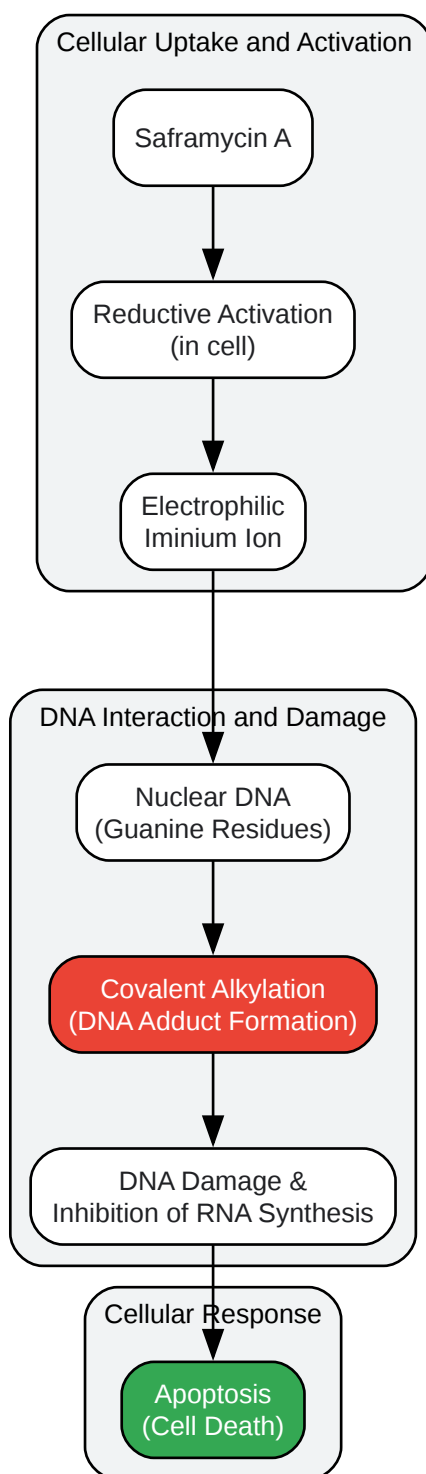 Cellular Uptake and Activation
Saframycin A
Reductive Activation
(in cell)
Electrophilic
Iminium Ion
DNA Interaction and Damage
Nuclear DNA
(Guanine Residues)
Covalent Alkylation
(DNA Adduct Formation)
DNA Damage &
Inhibition of RNA Synthesis
Cellular Response
Apoptosis
(Cell Death)